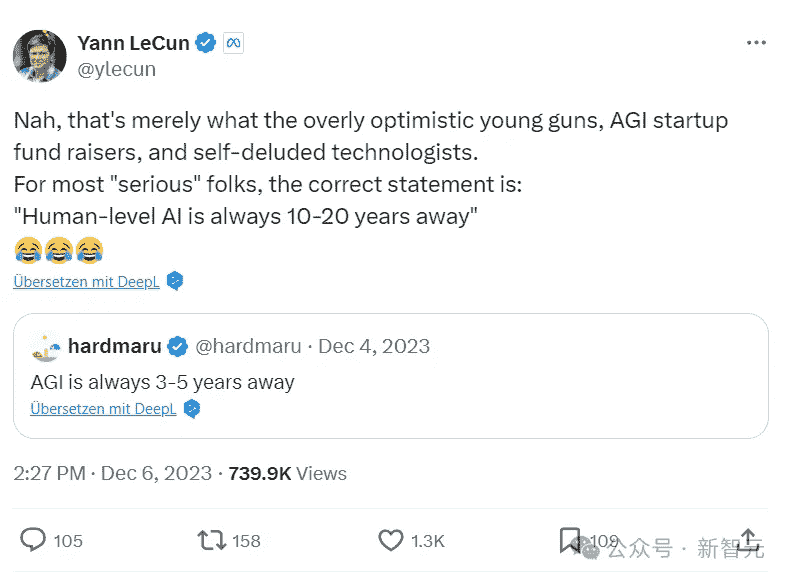 Yann LeCun
@ylecun
Nah, that's merely what the overly optimistic young guns, AGI startup
fund raisers, and self-deluded technologists.
For most "serious" folks, the correct statement is:
"Human-level AI is always 10-20 years away"
😂😂😂
Übersetzen mit DeepL
hardmaru @hardmaru · Dec 4, 2023
AGI is always 3-5 years away
Übersetzen mit DeepL
2:27 PM · Dec 6, 2023 · 739.9K Views
105 158 1.3K 109
公众号 · 新智元